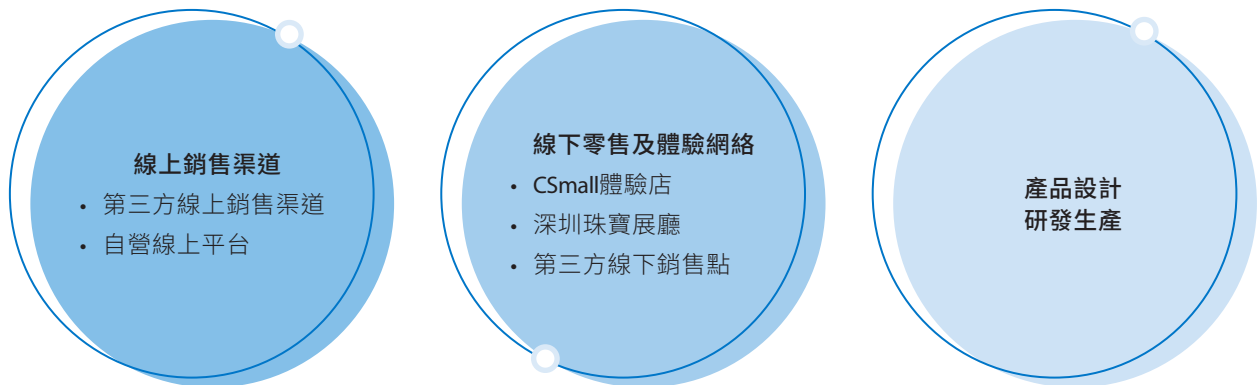 線上銷售渠道
• 第三方線上銷售渠道
• 自營線上平台
線下零售及體驗網絡
• CSmall體驗店
• 深圳珠寶展廳
• 第三方線下銷售點
產品設計
研發生產